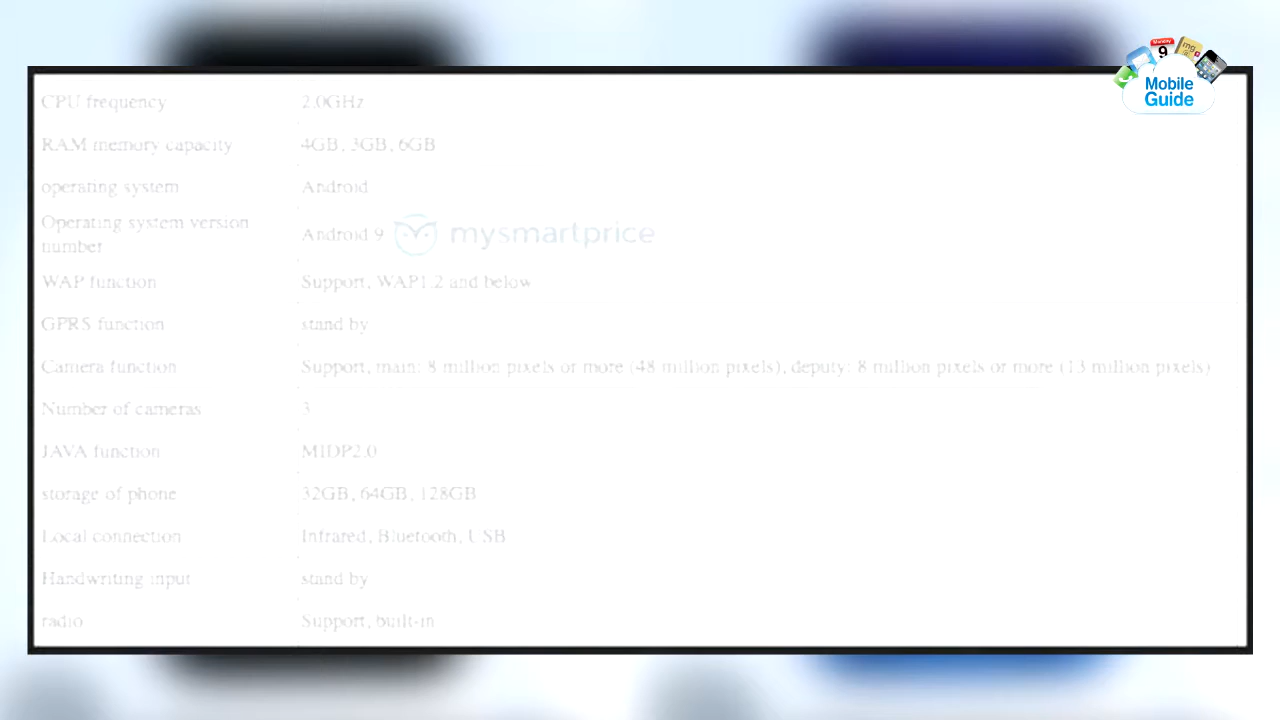 Monday
9
mg
Mobile
Guide
CPU frequency 2.0GHz
RAM memory capacity 4GB, 3GB, 6GB
operating system Android
Operating system version
number Android 9
mysmartprice
WAP function Support, WAP1.2 and below
GPRS function stand by
Camera function Support, main: 8 million pixels or more (48 million pixels), deputy: 8 million pixels or more (13 million pixels)
Number of cameras 3
JAVA function MIDP2.0
storage of phone 32GB, 64GB, 128GB
Local connection Infrared, Bluetooth, USB
Handwriting input stand by
radio Support, built-in